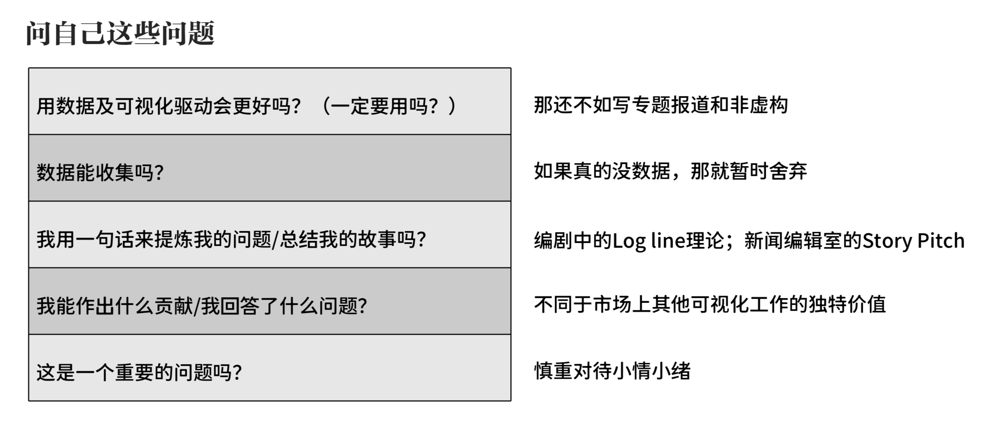 问自己这些问题
用数据及可视化驱动会更好吗？（一定要用吗？）
那还不如写专题报道和非虚构
数据能收集吗？
如果真的没数据，那就暂时舍弃
我用一句话来提炼我的问题/总结我的故事吗？
编剧中的Log line理论；新闻编辑室的Story Pitch
我能作出什么贡献/我回答了什么问题？
不同于市场上其他可视化工作的独特价值
这是一个重要的问题吗？
慎重对待小情小绪